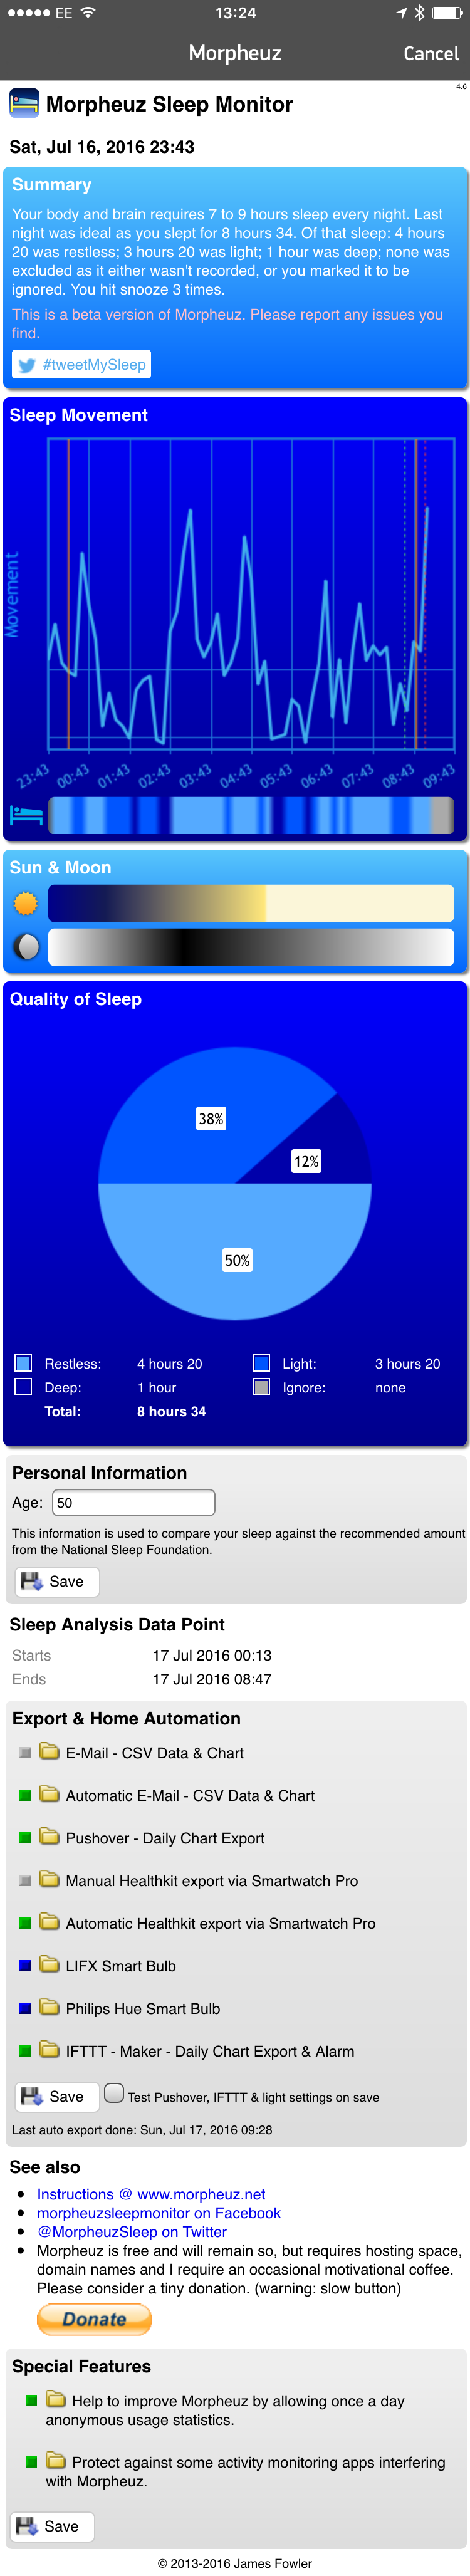 EE 13:24
Morpheuz Cancel
4.6
Morpheuz Sleep Monitor
Sat, Jul 16, 2016 23:43
Summary
Your body and brain requires 7 to 9 hours sleep every night. Last
night was ideal as you slept for 8 hours 34. Of that sleep: 4 hours
20 was restless; 3 hours 20 was light; 1 hour was deep; none was
excluded as it either wasn't recorded, or you marked it to be
ignored. You hit snooze 3 times.
This is a beta version of Morpheuz. Please report any issues you
find.
#tweetMySleep
Sleep Movement
Movement
23:43 00:43 01:43 02:43 03:43 04:43 05:43 06:43 07:43 08:43 09:43
Sun & Moon
Quality of Sleep
38%
12%
50%
Restless: 4 hours 20 Light: 3 hours 20
Deep: 1 hour Ignore: none
Total: 8 hours 34
Personal Information
Age: 50
This information is used to compare your sleep against the recommended amount
from the National Sleep Foundation.
Save
Sleep Analysis Data Point
Starts 17 Jul 2016 00:13
Ends 17 Jul 2016 08:47
Export & Home Automation
E-Mail - CSV Data & Chart
Automatic E-Mail - CSV Data & Chart
Pushover - Daily Chart Export
Manual Healthkit export via Smartwatch Pro
Automatic Healthkit export via Smartwatch Pro
LIFX Smart Bulb
Philips Hue Smart Bulb
IFTTT - Maker - Daily Chart Export & Alarm
Save Test Pushover, IFTTT & light settings on save
Last auto export done: Sun, Jul 17, 2016 09:28
See also
• Instructions @ www.morpheuz.net
• morpheuzsleepmonitor on Facebook
• @MorpheuzSleep on Twitter
• Morpheuz is free and will remain so, but requires hosting space,
domain names and I require an occasional motivational coffee.
Please consider a tiny donation. (warning: slow button)
Donate
Special Features
Help to improve Morpheuz by allowing once a day
anonymous usage statistics.
Protect against some activity monitoring apps interfering
with Morpheuz.
Save
© 2013-2016 James Fowler